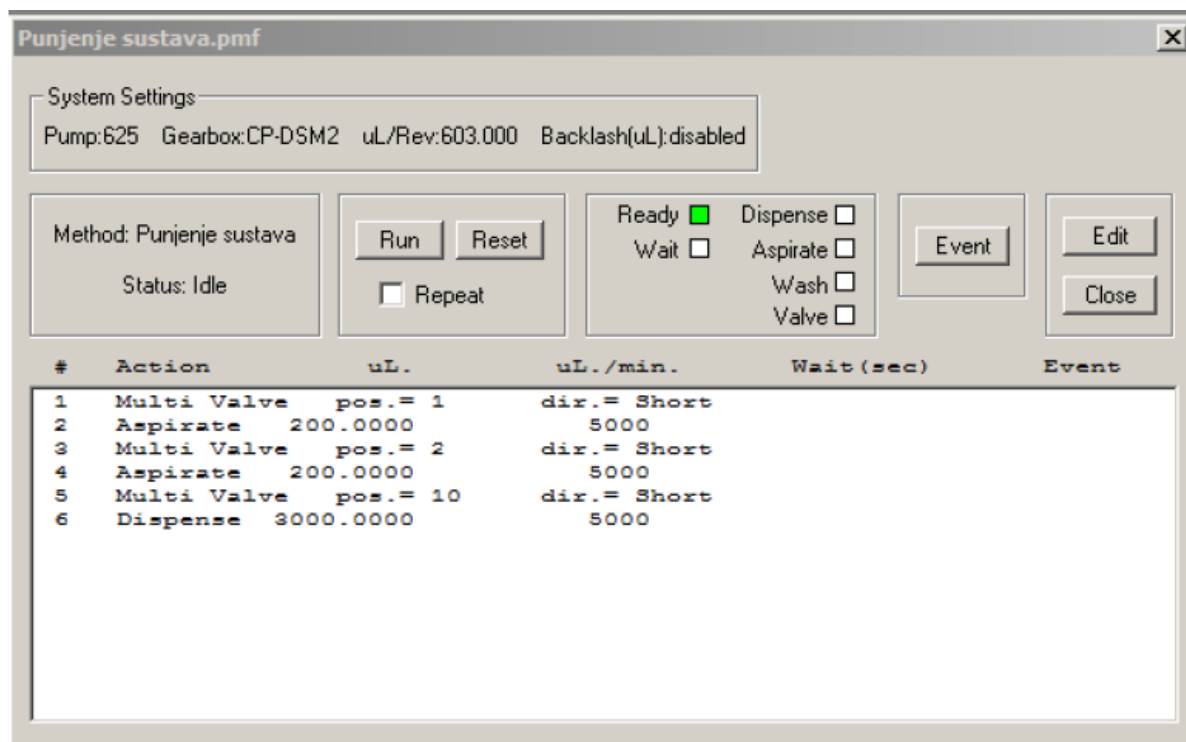 Punjenje sustava.pmf
System Settings
Pump:625 Gearbox:CP-DSM2 uL/Rev:603.000 Backlash(uL):disabled
Method: Punjenje sustava
Status: Idle
Run Reset
Repeat
Ready Dispense
Wait Aspirate
Wash
Valve
Event
Edit
Close
# Action uL. uL./min. Wait(sec) Event
1 Multi Valve pos.= 1 dir.= Short
2 Aspirate 200.0000 5000
3 Multi Valve pos.= 2 dir.= Short
4 Aspirate 200.0000 5000
5 Multi Valve pos.= 10 dir.= Short
6 Dispense 3000.0000 5000